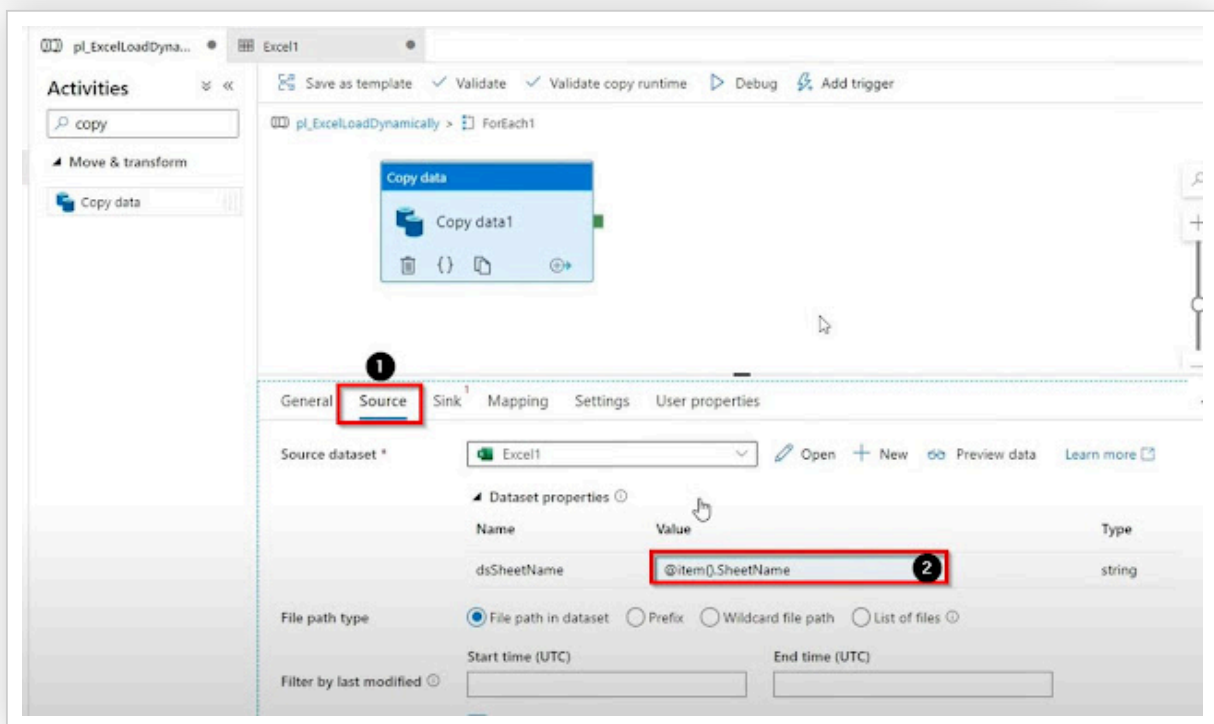 pl_ExcelLoadDyna...
Excel1
Activities
Save as template
Validate
Validate copy runtime
Debug
Add trigger
copy
pl_ExcelLoadDynamically > ForEach1
Move & transform
Copy data
Copy data
Copy data1
{}
1
General
Source
Sink 1
Mapping
Settings
User properties
Source dataset *
Excel1
Open
New
Preview data
Learn more
Dataset properties
Name
Value
Type
dsSheetName
@item().SheetName
2
string
File path type
File path in dataset
Prefix
Wildcard file path
List of files
Start time (UTC)
End time (UTC)
Filter by last modified